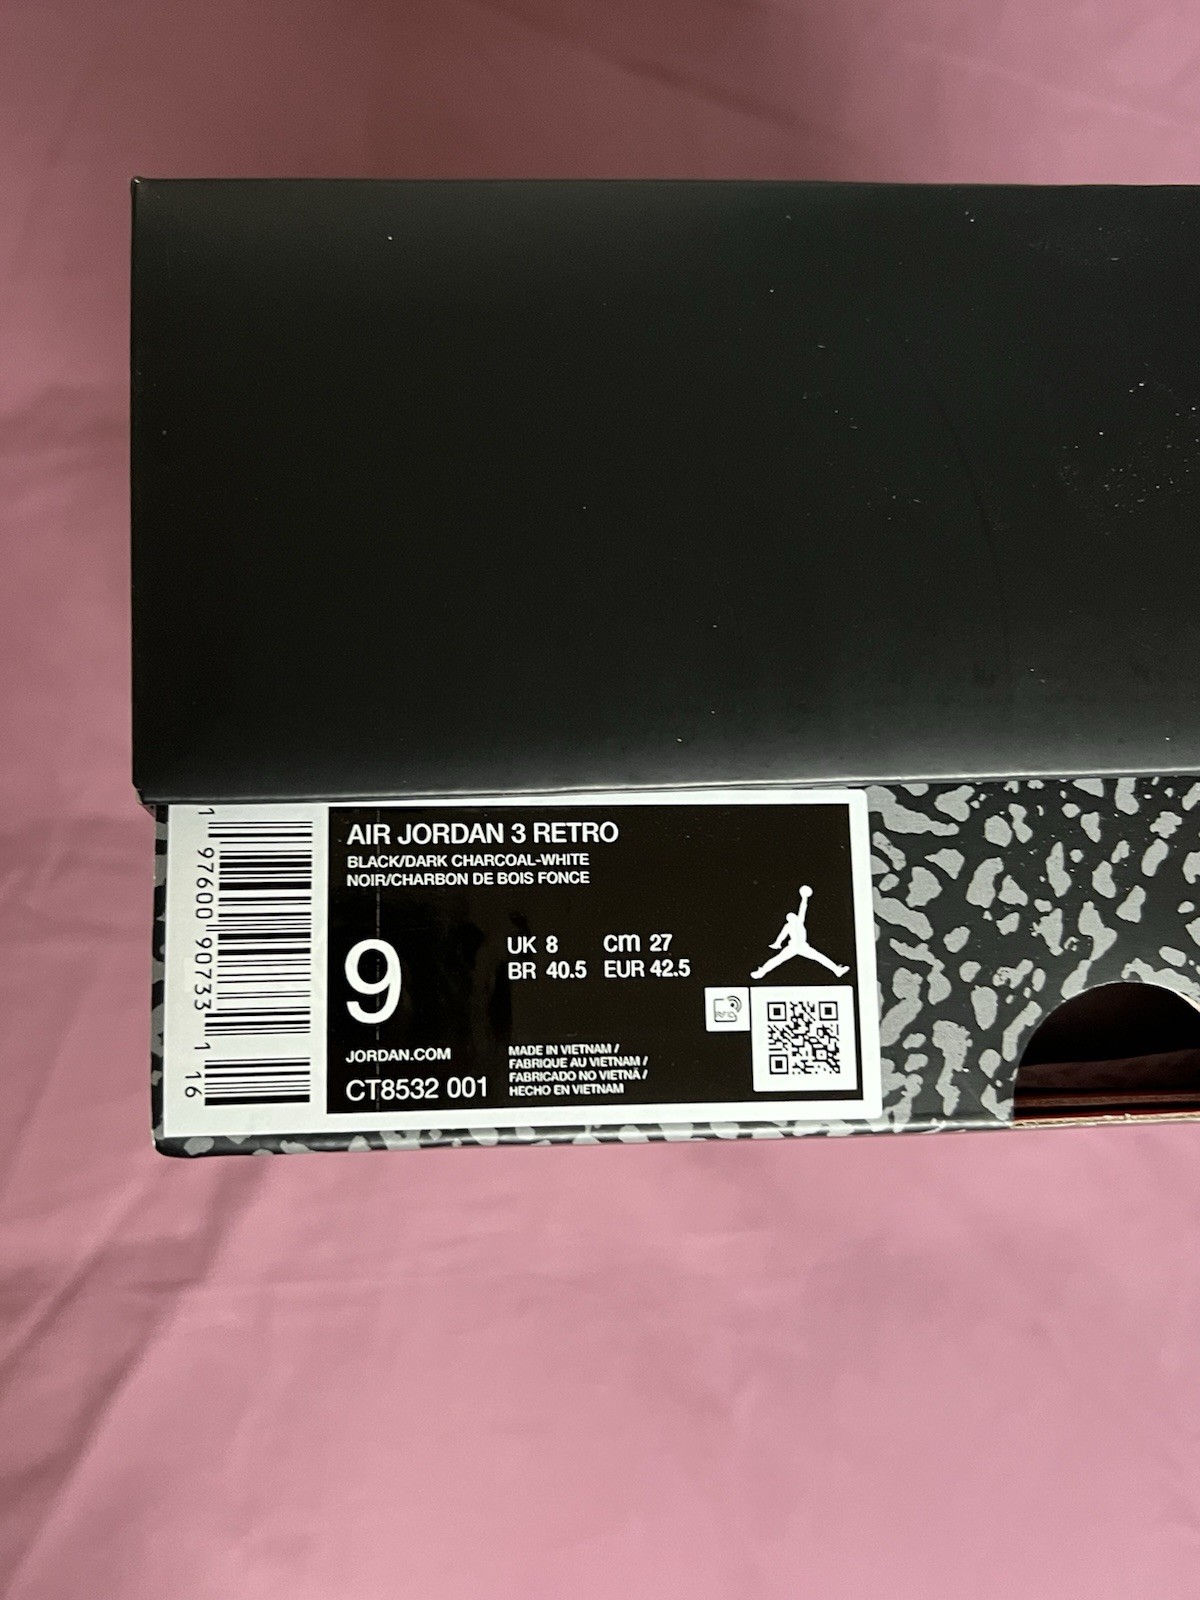 AIR JORDAN 3 RETRO
BLACK/DARK CHARCOAL-WHITE
NOIR/CHARBON DE BOIS FONCE
9
UK 8 cm 27
BR 40.5 EUR 42.5
RFID
JORDAN.COM
CT8532 001
MADE IN VIETNAM /
FABRIQUE AU VIETNAM /
FABRICADO NO VIETNÃ /
HECHO EN VIETNAM
1 97600 90733 1 16